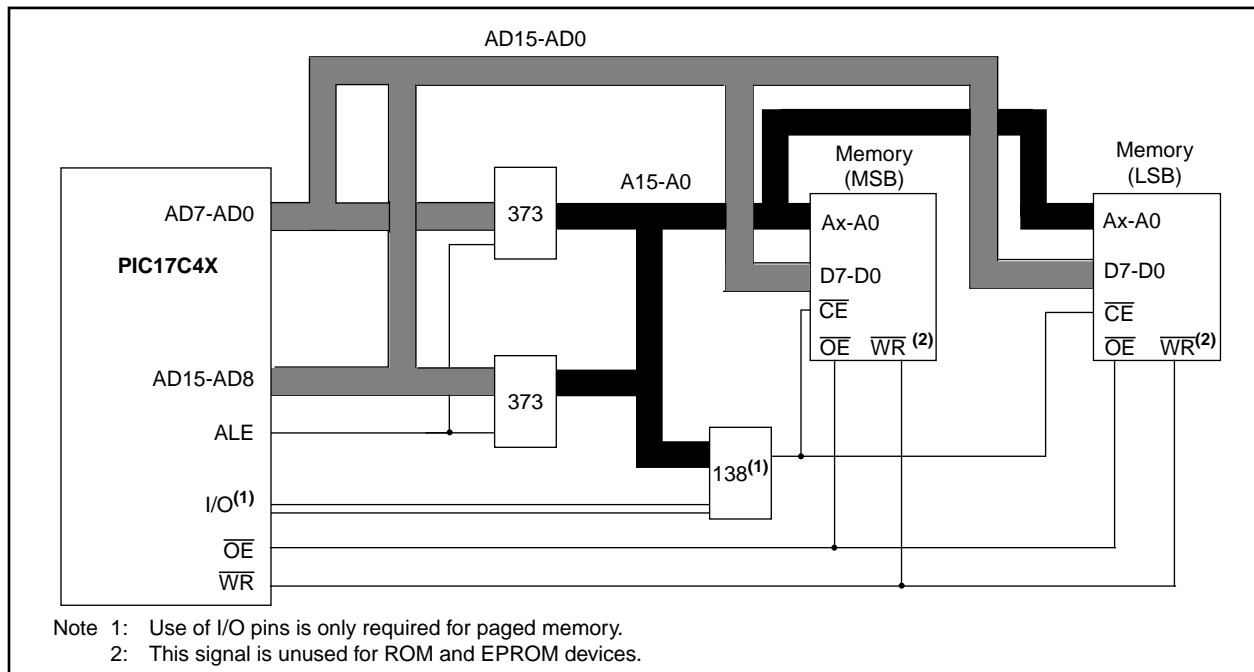 AD15-AD0
PIC17C4X
AD7-AD0
AD15-AD8
ALE
I/O(1)
OE
WR
373
373
A15-A0
138(1)
Memory
(MSB)
Ax-A0
D7-D0
CE
OE WR(2)
Memory
(LSB)
Ax-A0
D7-D0
CE
OE WR(2)
Note 1: Use of I/O pins is only required for paged memory.
2: This signal is unused for ROM and EPROM devices.